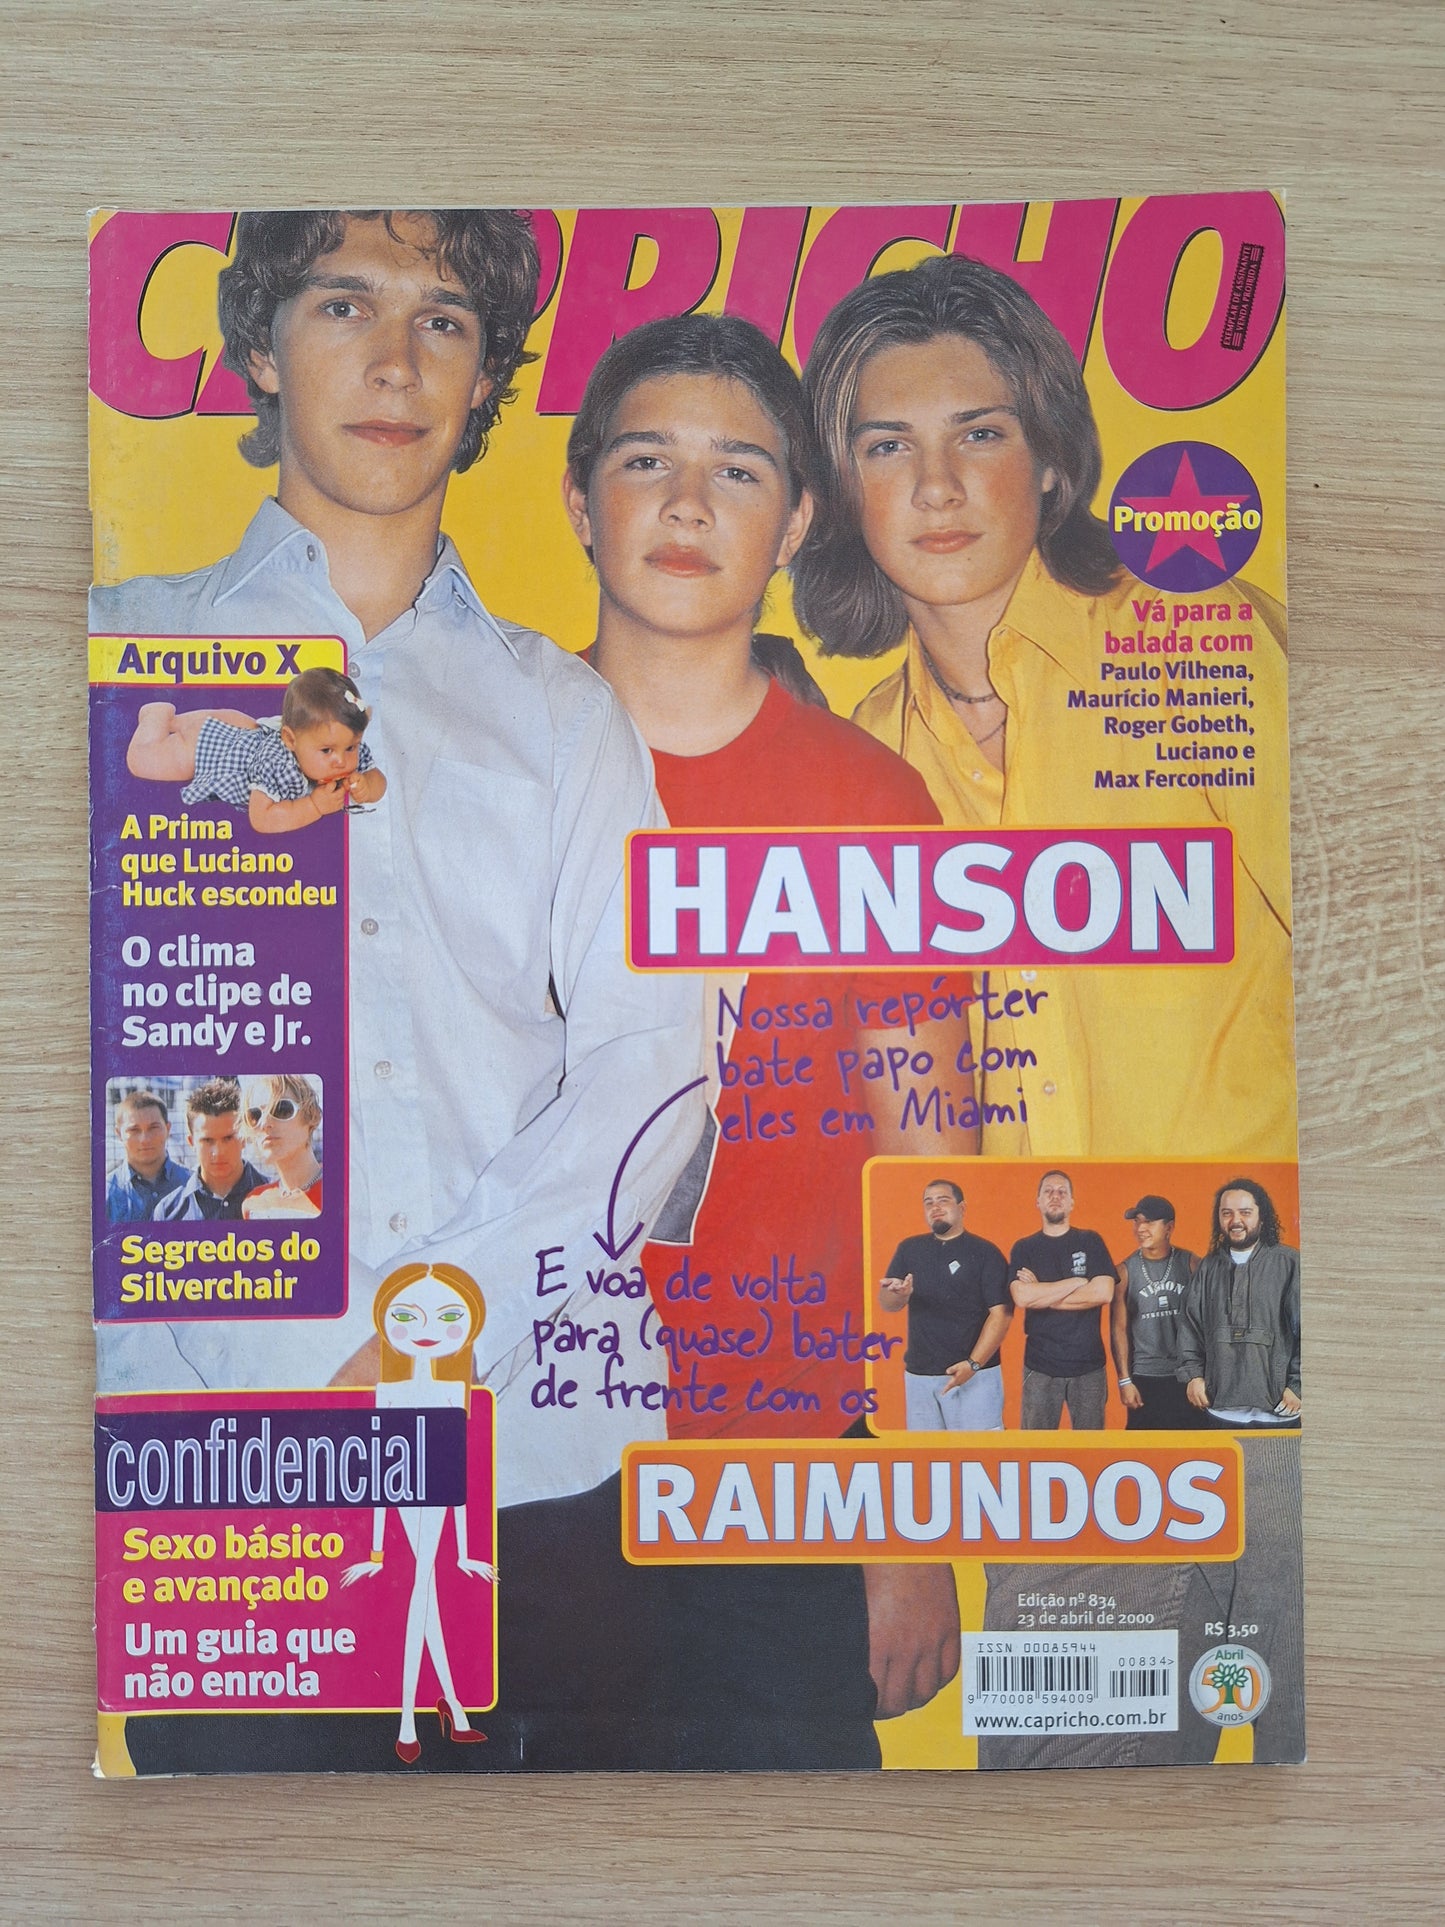 CAPRICHO
EXEMPLAR DE ASSINANTE
VENDA PROIBIDA
Promoção
Vá para a
balada com
Paulo Vilhena,
Maurício Manieri,
Roger Gobeth,
Luciano e
Max Fercondini
Arquivo X
A Prima
que Luciano
Huck escondeu
O clima
no clipe de
Sandy e Jr.
Segredos do
Silverchair
HANSON
Nossa repórter
bate papo com
eles em Miami
E voa de volta
para (quase) bater
de frente com os
VISION
STREETWEAR
RAIMUNDOS
confidencial
Sexo básico
e avançado
Um guia que
não enrola
Edição nº 834
23 de abril de 2000
R$ 3,50
ISSN 00085944
00834>
9 770008 594009
www.capricho.com.br
Abril
50
anos